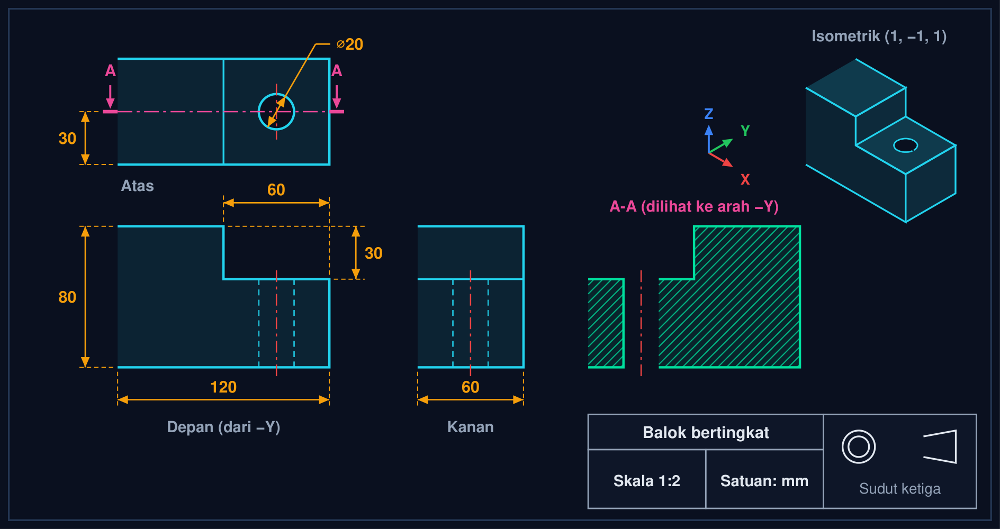 Isometrik (1, −1, 1)
⌀20
A
A
30
Atas
Z
Y
X
60
A-A (dilihat ke arah −Y)
30
80
120
60
Depan (dari −Y)
Kanan
Balok bertingkat
Skala 1:2
Satuan: mm
Sudut ketiga